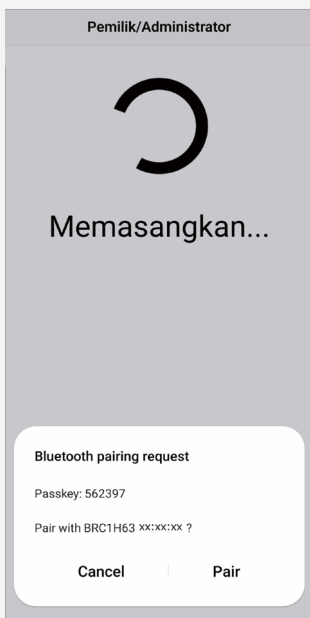 Pemilik/Administrator
Memasangkan...
Bluetooth pairing request
Passkey: 562397
Pair with BRC1H63 xx:xx:xx ?
Cancel Pair